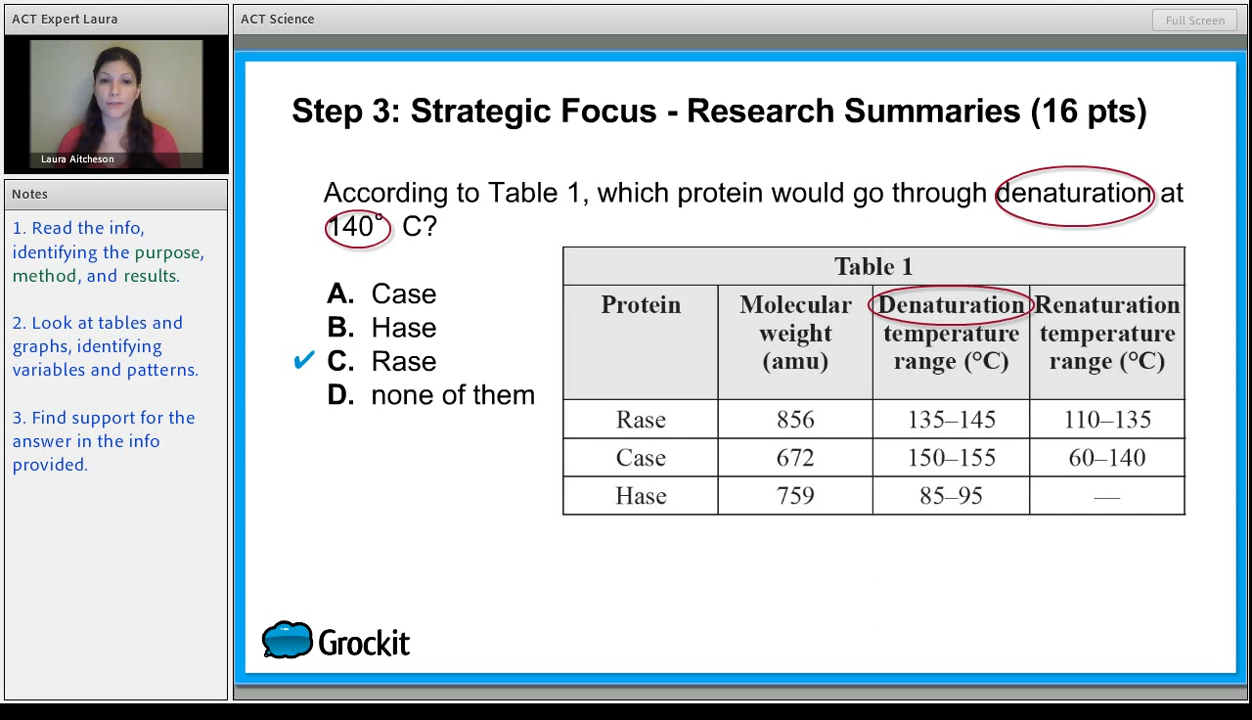 ACT Expert Laura
Laura Aitcheson
Notes
1. Read the info,
identifying the purpose,
method, and results.
2. Look at tables and
graphs, identifying
variables and patterns.
3. Find support for the
answer in the info
provided.
ACT Science
Full Screen
Step 3: Strategic Focus - Research Summaries (16 pts)
According to Table 1, which protein would go through denaturation at
140° C?
A. Case
B. Hase
✔ C. Rase
D. none of them
Table 1
Protein Molecular Denaturation Renaturation
weight temperature temperature
(amu) range (°C) range (°C)
Rase 856 135–145 110–135
Case 672 150–155 60–140
Hase 759 85–95 —
Grockit